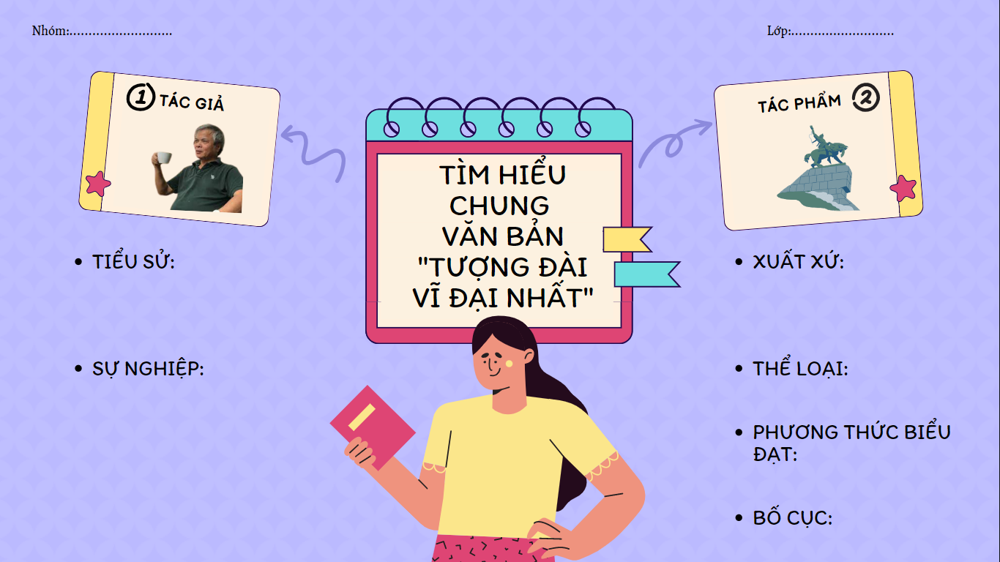 Nhóm:...........................
Lớp:...........................
1 TÁC GIẢ
TÁC PHẨM 2
TÌM HIỂU
CHUNG
VĂN BẢN
"TƯỢNG ĐÀI
VĨ ĐẠI NHẤT"
• TIỂU SỬ:
• SỰ NGHIỆP:
• XUẤT XỨ:
• THỂ LOẠI:
• PHƯƠNG THỨC BIỂU
ĐẠT:
• BỐ CỤC: